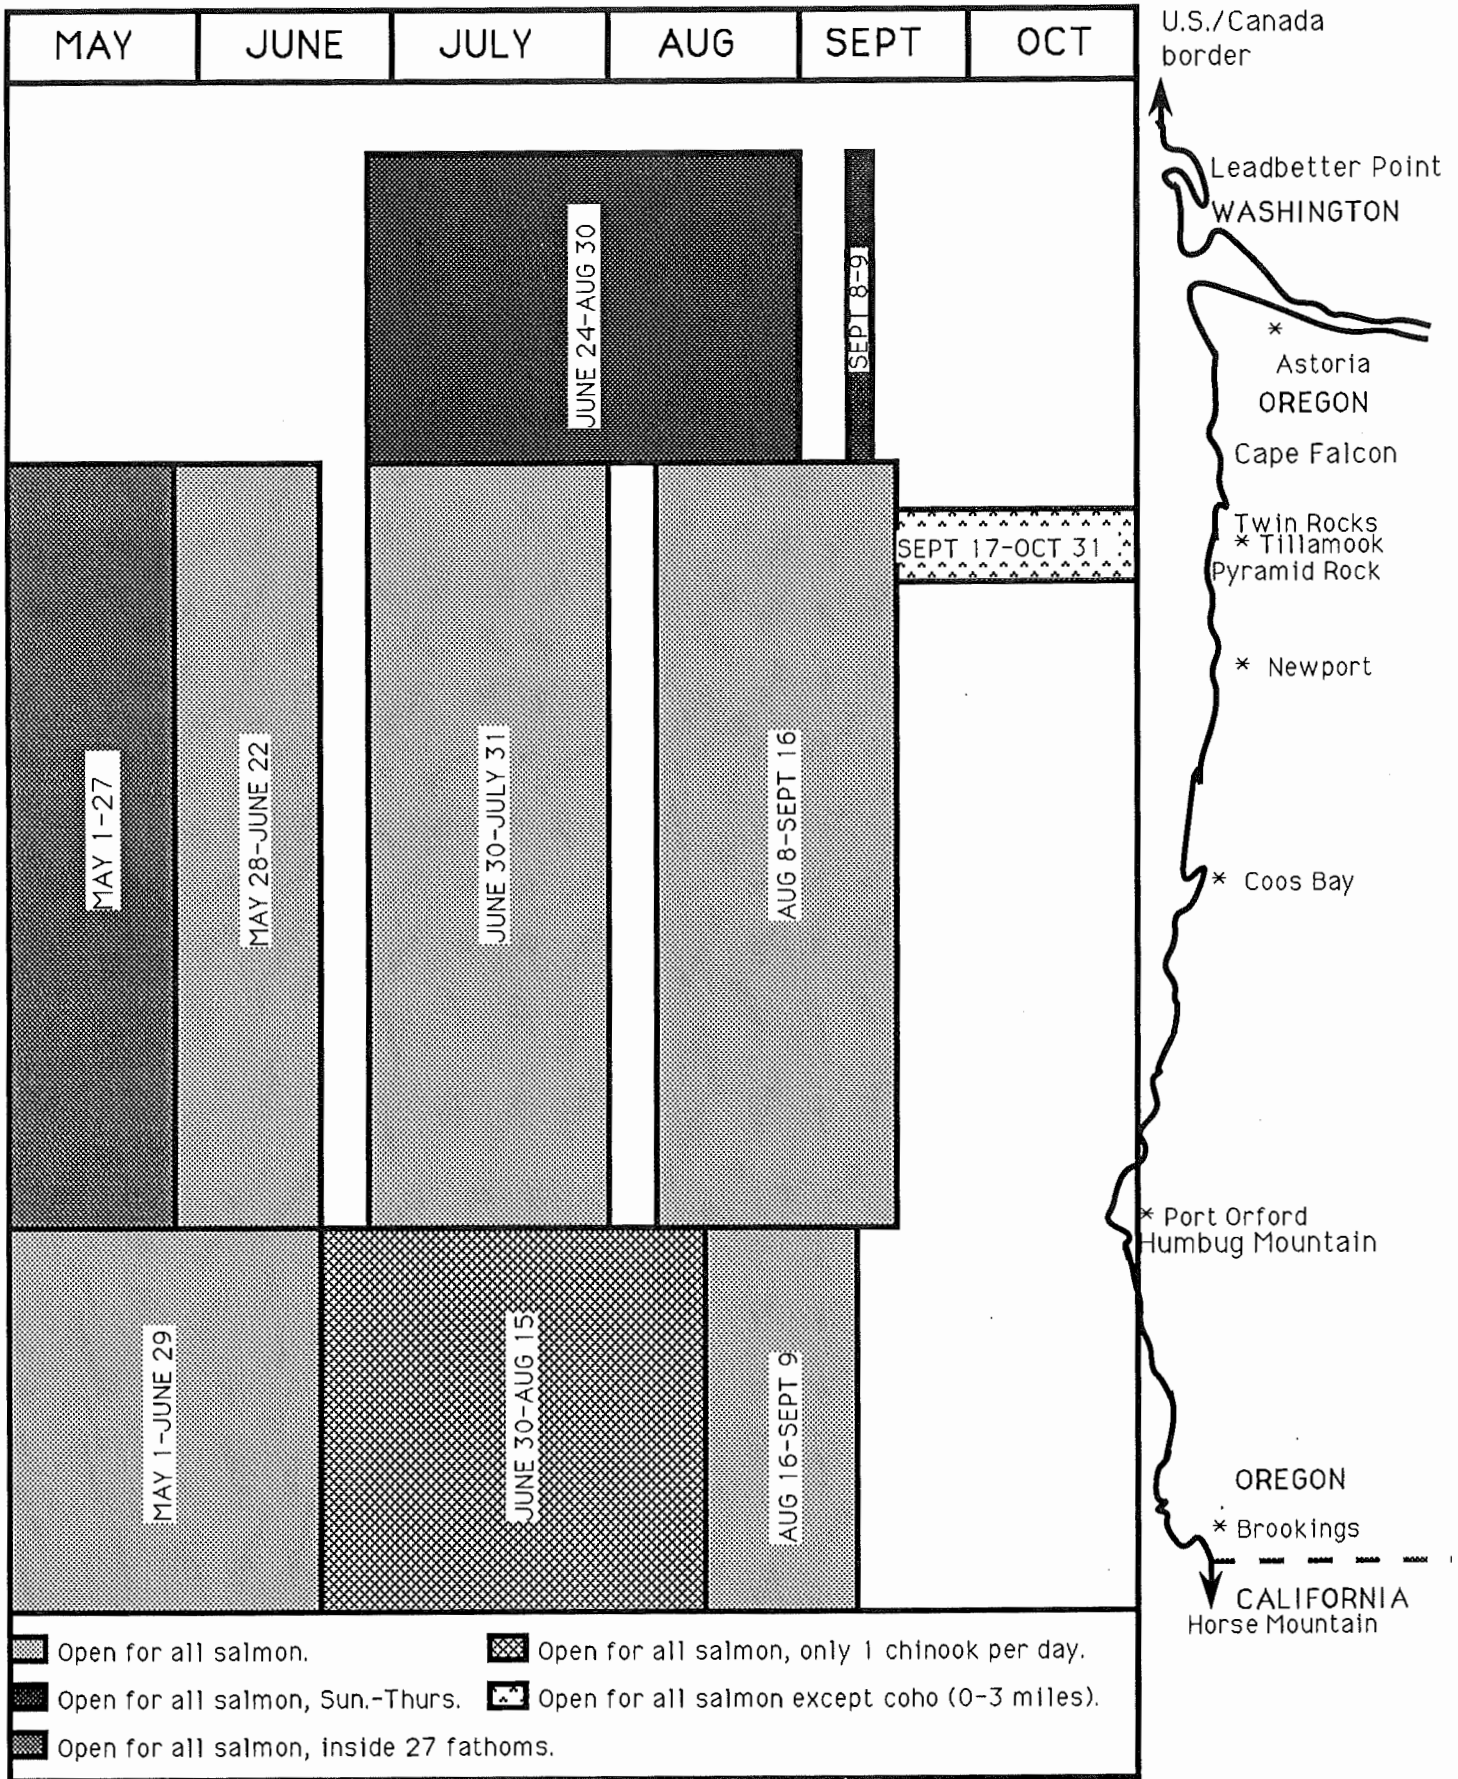 MAY JUNE JULY AUG SEPT OCT
U.S./Canada
border
Leadbetter Point
WASHINGTON
JUNE 24-AUG 30
SEPT 8-9
* Astoria
OREGON
Cape Falcon
Twin Rocks
* Tillamook
Pyramid Rock
SEPT 17-OCT 31
* Newport
MAY 1-27
MAY 28-JUNE 22
JUNE 30-JULY 31
AUG 8-SEPT 16
* Coos Bay
* Port Orford
Humbug Mountain
MAY 1-JUNE 29
JUNE 30-AUG 15
AUG 16-SEPT 9
OREGON
* Brookings
CALIFORNIA
Horse Mountain
Open for all salmon.
Open for all salmon, Sun.-Thurs.
Open for all salmon, inside 27 fathoms.
Open for all salmon, only 1 chinook per day.
Open for all salmon except coho (0-3 miles).